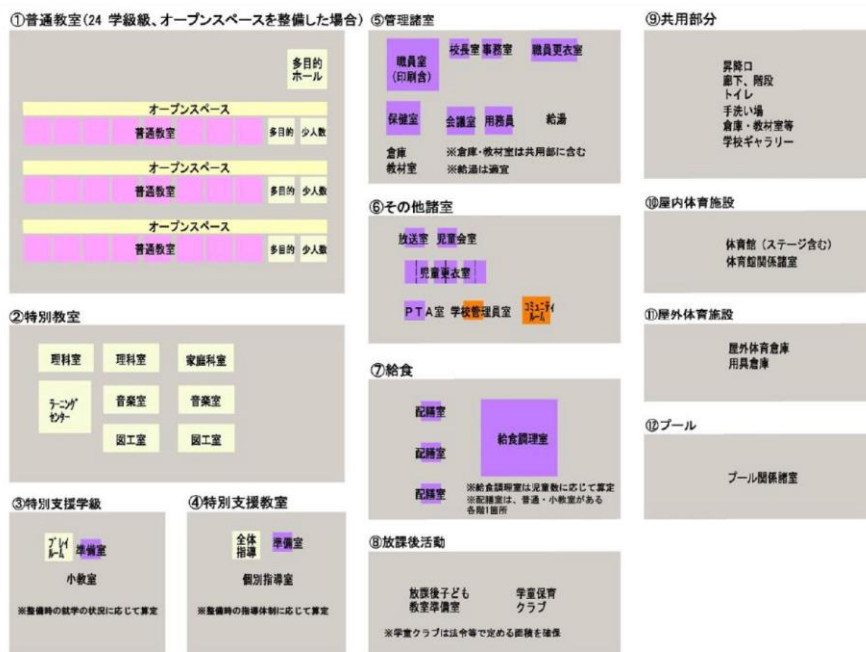 ①普通教室(24 学級級、オープンスペースを整備した場合)
多目的
ホール
オープンスペース
普通教室
多目的
少人数
オープンスペース
普通教室
多目的
少人数
オープンスペース
普通教室
多目的
少人数
②特別教室
理科室
理科室
家庭科室
ラーニング
センター
音楽室
音楽室
図工室
図工室
③特別支援学級
プレイ
ルーム
準備室
小教室
※整備時の就学の状況に応じて算定
④特別支援教室
全体
指導
準備室
個別指導室
※整備時の指導体制に応じて算定
⑤管理諸室
職員室
(印刷含)
校長室
事務室
職員更衣室
保健室
会議室
用務員
給湯
倉庫
教材室
※倉庫・教材室は共用部に含む
※給湯は適宜
⑥その他諸室
放送室
児童会室
児童更衣室
PTA室
学校管理員室
コミュニティ
ルーム
⑦給食
配膳室
配膳室
配膳室
給食調理室
※給食調理室は児童数に応じて算定
※配膳室は、普通・小教室がある
各階1箇所
⑧放課後活動
放課後子ども
教室準備室
学童保育
クラブ
※学童クラブは法令等で定める面積を確保
⑨共用部分
昇降口
廊下、階段
トイレ
手洗い場
倉庫・教材室等
学校ギャラリー
⑩屋内体育施設
体育館（ステージ含む）
体育館関係諸室
⑪屋外体育施設
屋外体育倉庫
用具倉庫
⑫プール
プール関係諸室